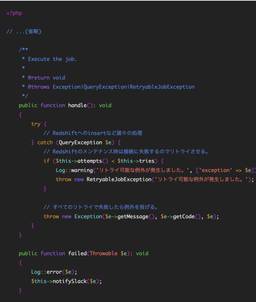 <?php
// ...(省略)
/**
* Execute the job.
*
* @return void
* @throws Exception|QueryException|RetryableJobException
*/
public function handle(): void
{
try {
// Redshiftへのinsertなど諸々の処理
} catch (QueryException $e) {
// Redshiftのメンテナンス時は接続に失敗するのでリトライさせる。
if ($this->attempts() < $this->tries) {
Log::warning('リトライ可能な例外が発生しました。', ['exception' => $e]
throw new RetryableJobException('リトライ可能な例外が発生しました。');
}
// すべてのリトライで失敗したら例外を投げる。
throw new Exception($e->getMessage(), $e->getCode(), $e);
}
}
public function failed(Throwable $e): void
{
Log::error($e);
$this->notifySlack($e);
}